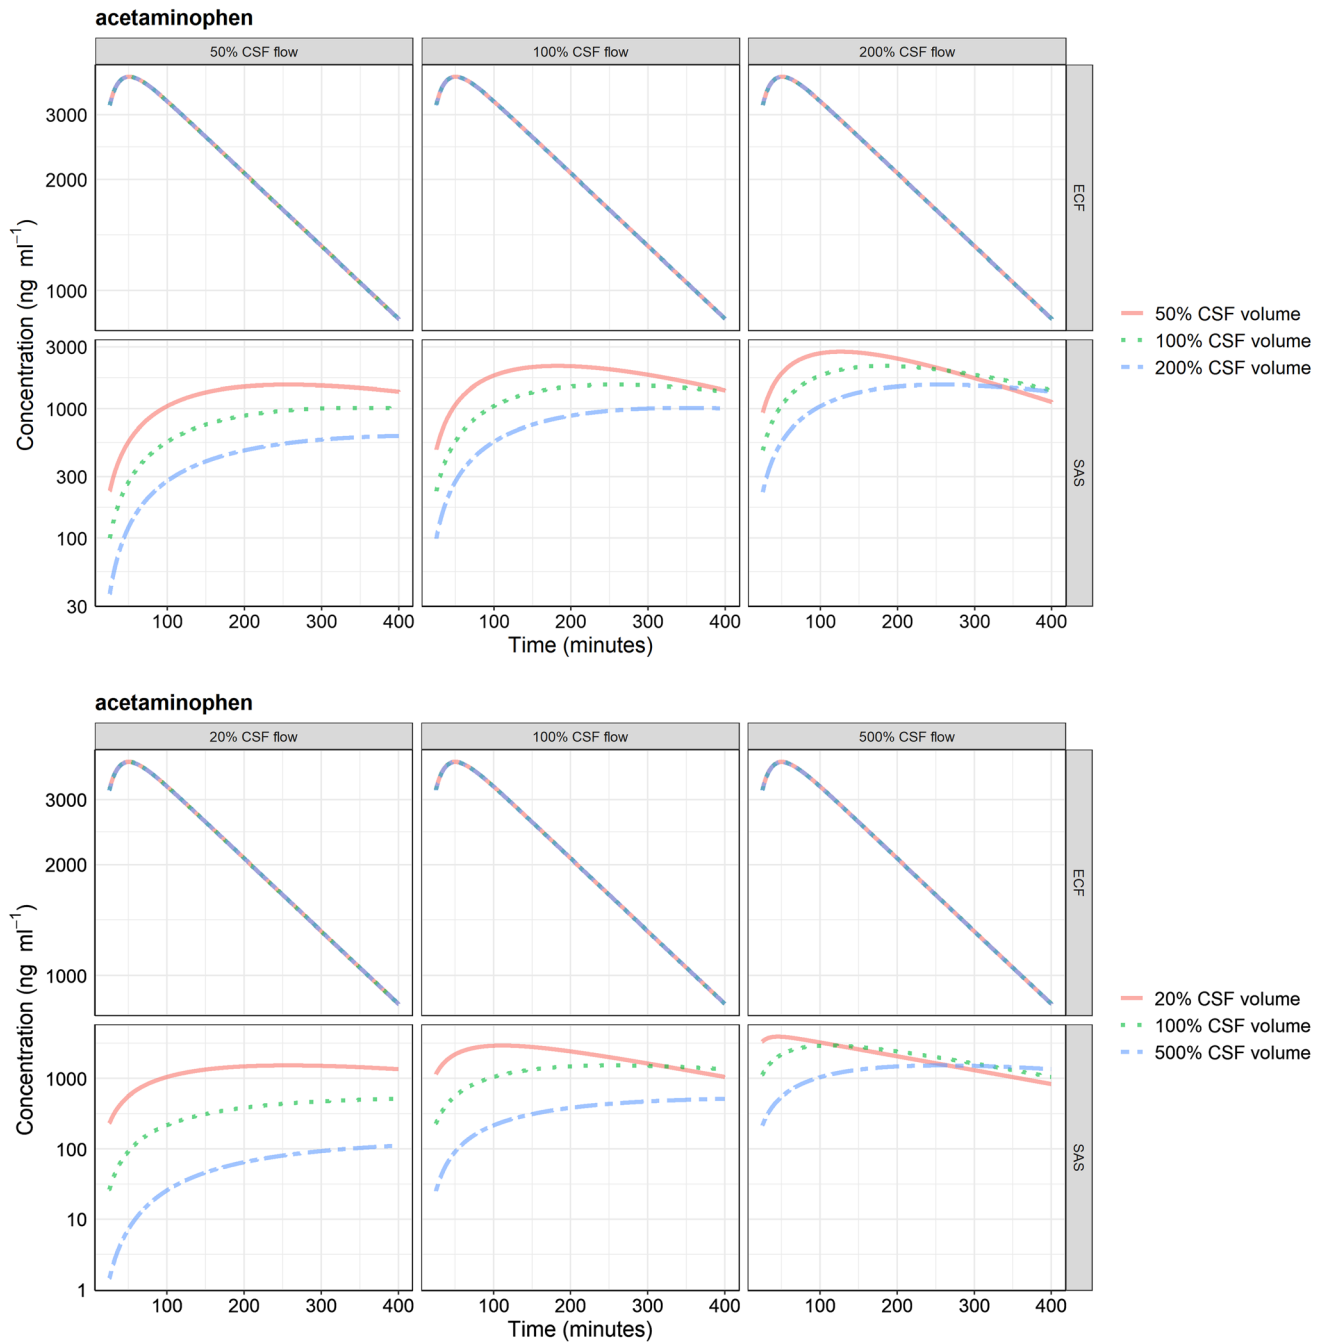 acetaminophen
50% CSF flow 100% CSF flow 200% CSF flow
3000
2000
1000
ECF
Concentration (ng ml⁻¹)
3000
1000
300
100
30
SAS
100 200 300 400 100 200 300 400 100 200 300 400
Time (minutes)
50% CSF volume
100% CSF volume
200% CSF volume
acetaminophen
20% CSF flow 100% CSF flow 500% CSF flow
3000
2000
1000
ECF
Concentration (ng ml⁻¹)
1000
100
10
1
SAS
100 200 300 400 100 200 300 400 100 200 300 400
Time (minutes)
20% CSF volume
100% CSF volume
500% CSF volume